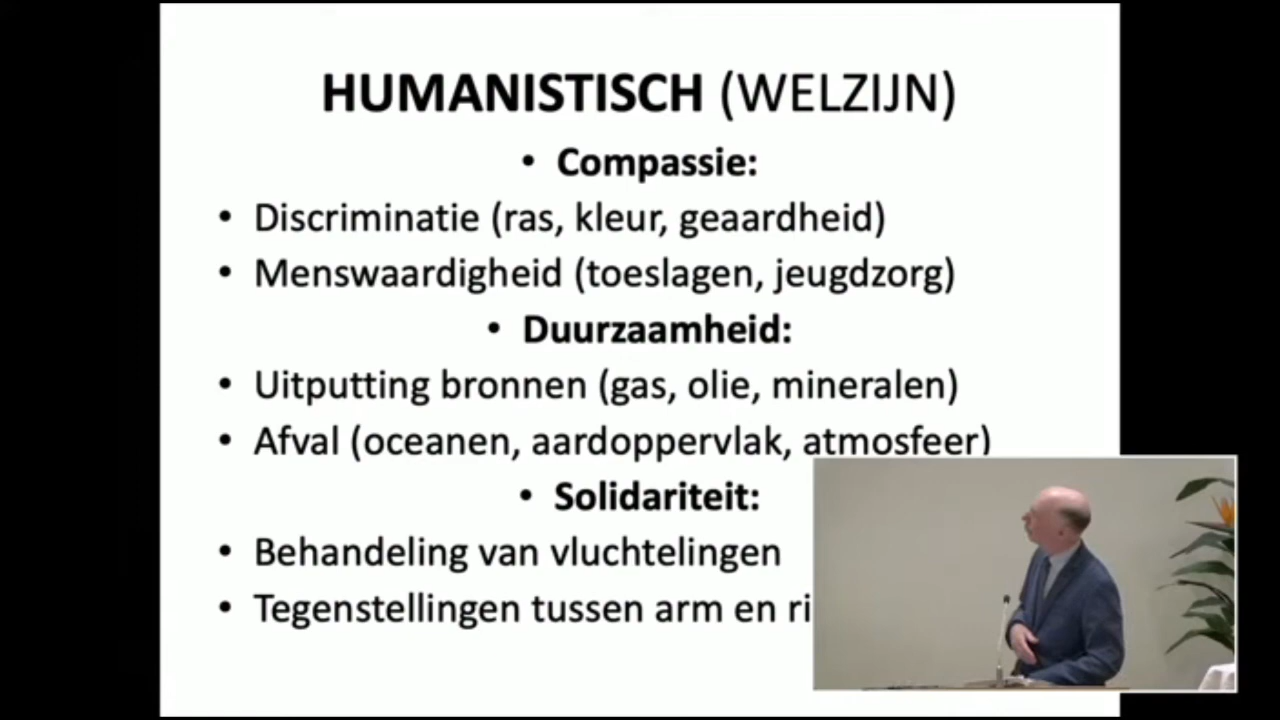 HUMANISTISCH (WELZIJN)
• Compassie:
• Discriminatie (ras, kleur, geaardheid)
• Menswaardigheid (toeslagen, jeugdzorg)
• Duurzaamheid:
• Uitputting bronnen (gas, olie, mineralen)
• Afval (oceanen, aardoppervlak, atmosfeer)
• Solidariteit:
• Behandeling van vluchtelingen
• Tegenstellingen tussen arm en